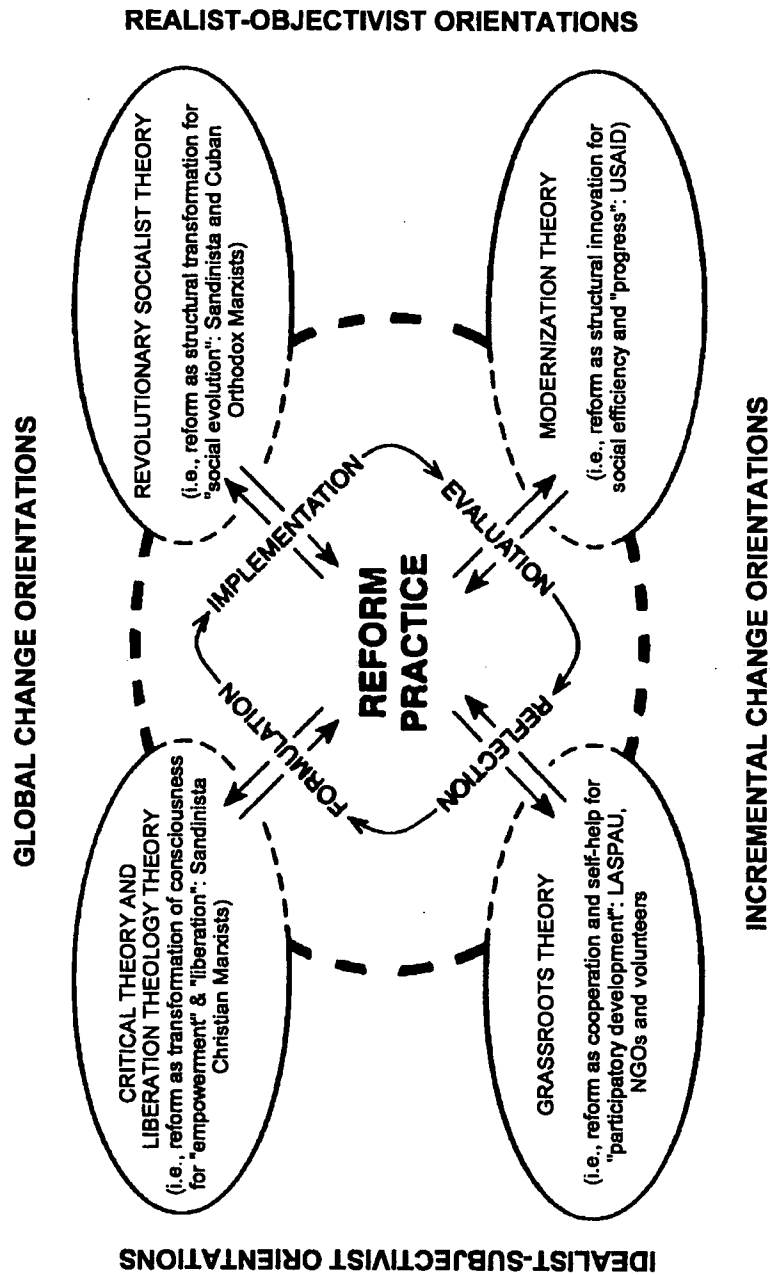 GLOBAL CHANGE ORIENTATIONS
IDEALIST-SUBJECTIVIST ORIENTATIONS
CRITICAL THEORY AND
LIBERATION THEOLOGY THEORY
(i.e., reform as transformation of consciousness
for "empowerment" & "liberation": Sandinista
Christian Marxists)
REVOLUTIONARY SOCIALIST THEORY
(i.e., reform as structural transformation for
"social evolution": Sandinista and Cuban
Orthodox Marxists)
FORMULATION
IMPLEMENTATION
REFORM
PRACTICE
REFLECTION
EVALUATION
GRASSROOTS THEORY
(i.e., reform as cooperation and self-help for
"participatory development": LASPAU,
NGOs and volunteers
MODERNIZATION THEORY
(i.e., reform as structural innovation for
social efficiency and "progress": USAID)
REALIST-OBJECTIVIST ORIENTATIONS
INCREMENTAL CHANGE ORIENTATIONS